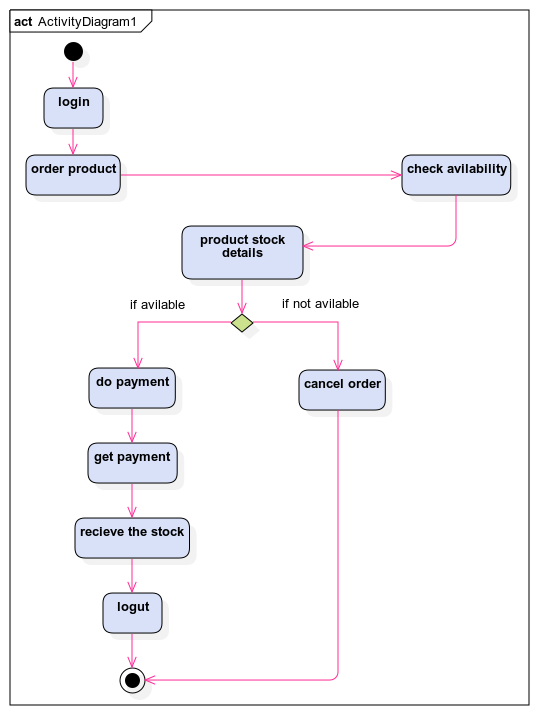 act ActivityDiagram1
login
order product
check avilability
product stock
details
if avilable
if not avilable
do payment
cancel order
get payment
recieve the stock
logut